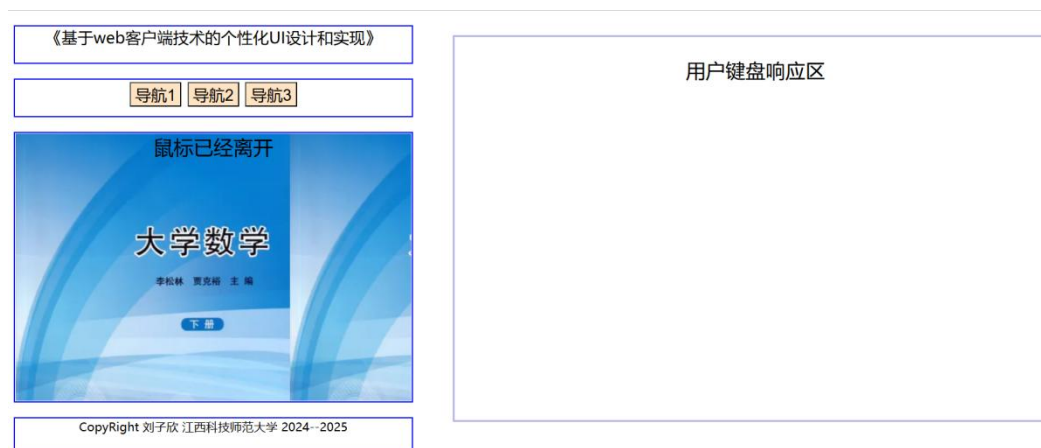 《基于web客户端技术的个性化UI设计和实现》
导航1 导航2 导航3
鼠标已经离开
大学数学
李松林 贾克裕 主 编
下 册
CopyRight 刘子欣 江西科技师范大学 2024--2025
用户键盘响应区